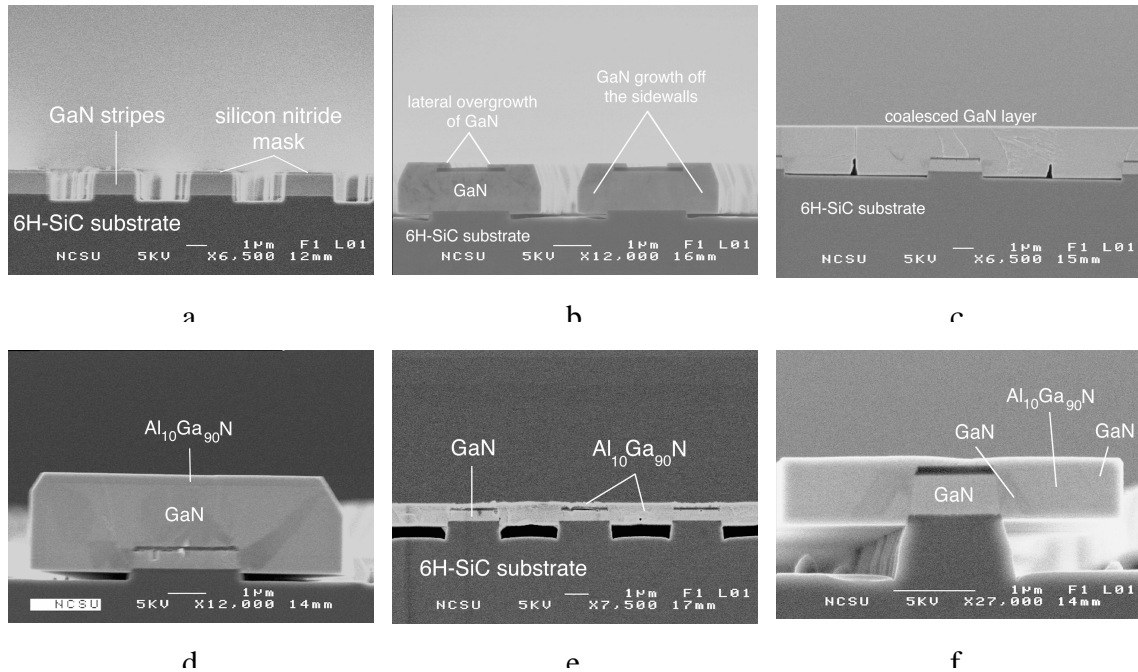 GaN stripes
silicon nitride
mask
6H-SiC substrate
1µm F1 L01
NCSU 5KV X6,500 12mm
a
lateral overgrowth
of GaN
GaN growth off
the sidewalls
GaN
6H-SiC substrate
1µm F1 L01
NCSU 5KV X12,000 16mm
b
coalesced GaN layer
6H-SiC substrate
1µm F1 L01
NCSU 5KV X6,500 15mm
c
Al10Ga90N
GaN
1µm
NCSU 5KV X12,000 14mm
d
GaN
Al10Ga90N
6H-SiC substrate
1µm F1 L01
NCSU 5KV X7,500 17mm
e
Al10Ga90N
GaN
GaN
GaN
1µm F1 L01
5KV X27,000 14mm
f